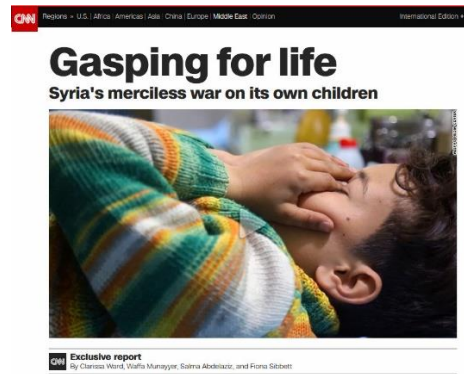 CNN Regions + U.S. | Africa | Americas | Asia | China | Europe | Middle East | Opinion International Edition +
Gasping for life
Syria's merciless war on its own children
CNN Exclusive report
By Clarissa Ward, Waffa Munayyer, Salma Abdelaziz, and Fiona Sibbett